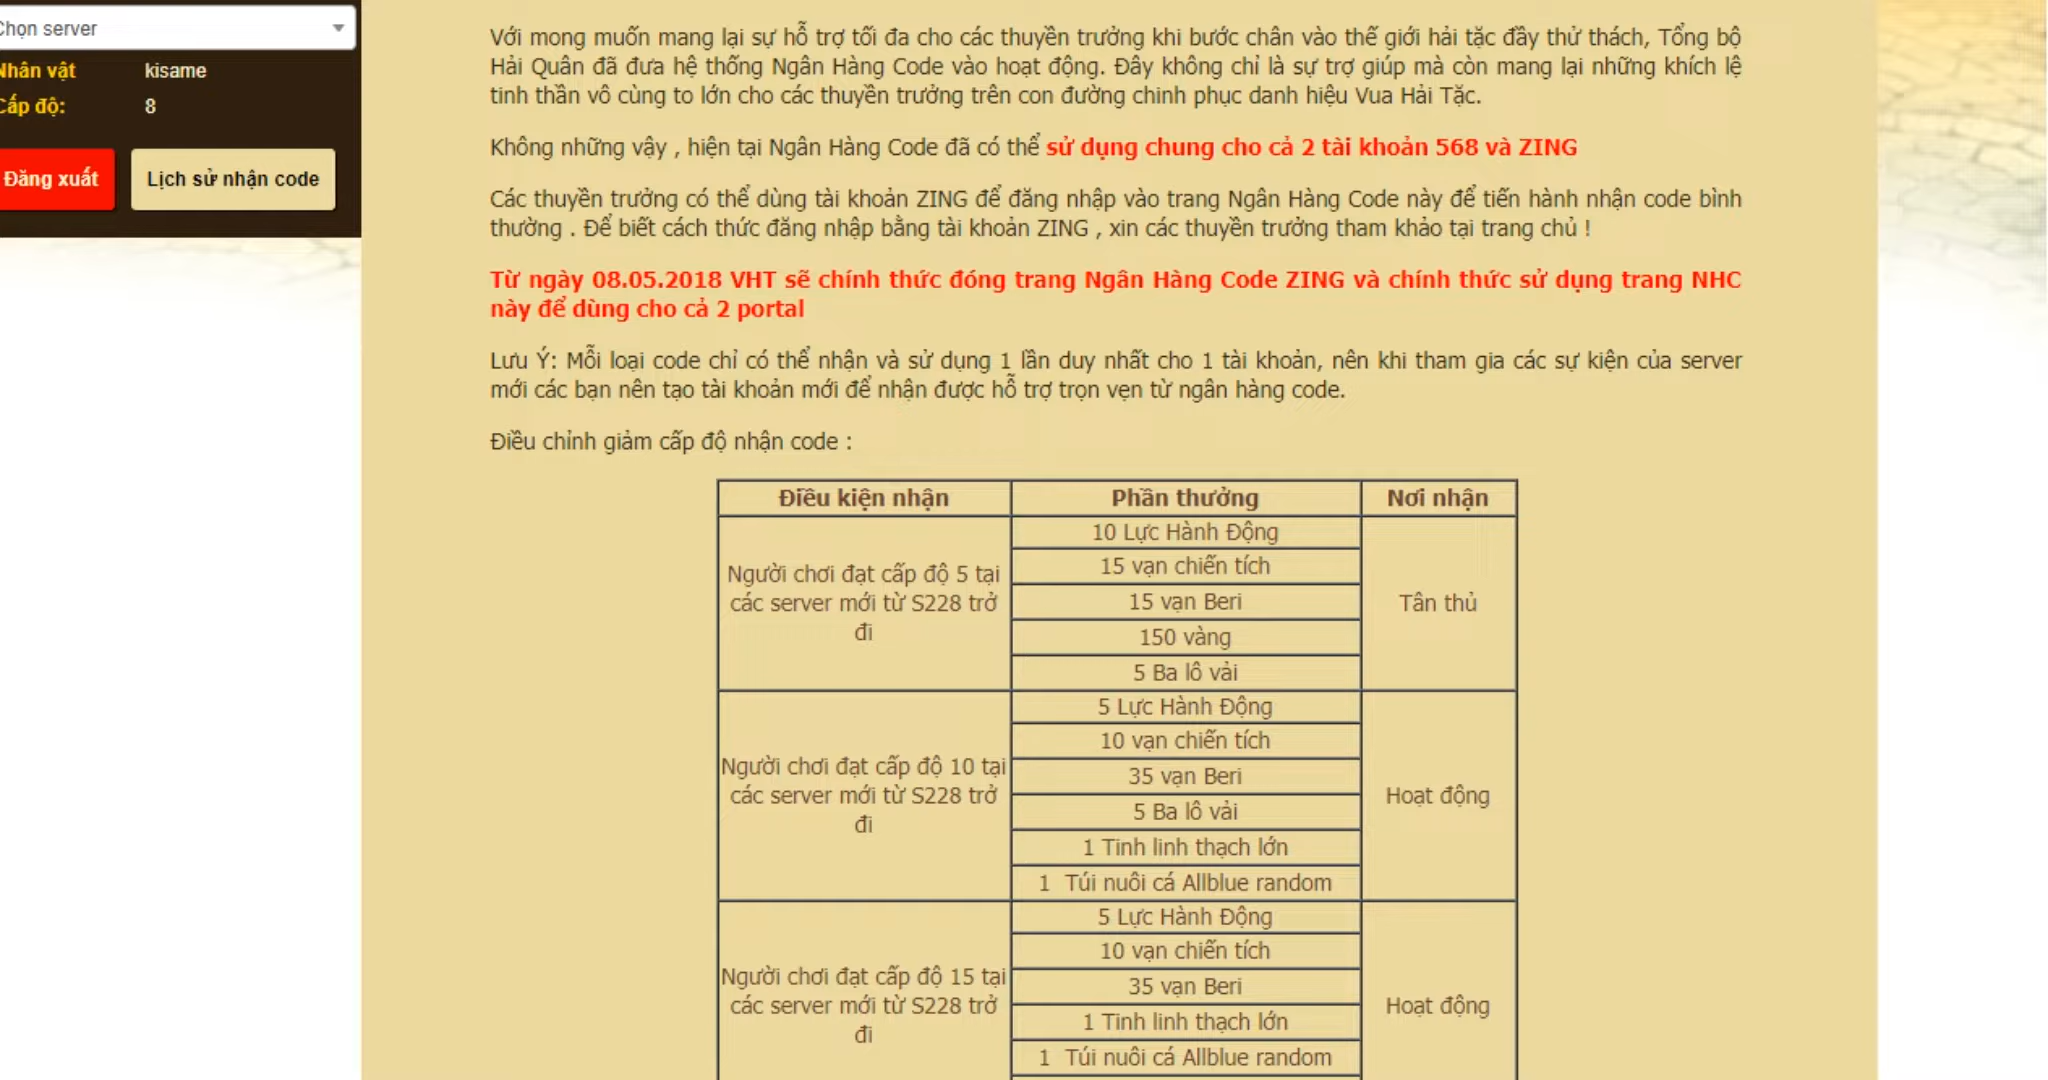 Chọn server
Nhân vật kisame
Cấp độ: 8
Đăng xuất Lịch sử nhận code
Với mong muốn mang lại sự hỗ trợ tối đa cho các thuyền trưởng khi bước chân vào thế giới hải tặc đầy thử thách, Tổng bộ
Hải Quân đã đưa hệ thống Ngân Hàng Code vào hoạt động. Đây không chỉ là sự trợ giúp mà còn mang lại những khích lệ
tinh thần vô cùng to lớn cho các thuyền trưởng trên con đường chinh phục danh hiệu Vua Hải Tặc.
Không những vậy , hiện tại Ngân Hàng Code đã có thể sử dụng chung cho cả 2 tài khoản 568 và ZING
Các thuyền trưởng có thể dùng tài khoản ZING để đăng nhập vào trang Ngân Hàng Code này để tiến hành nhận code bình
thường . Để biết cách thức đăng nhập bằng tài khoản ZING , xin các thuyền trưởng tham khảo tại trang chủ !
Từ ngày 08.05.2018 VHT sẽ chính thức đóng trang Ngân Hàng Code ZING và chính thức sử dụng trang NHC
này để dùng cho cả 2 portal
Lưu Ý: Mỗi loại code chỉ có thể nhận và sử dụng 1 lần duy nhất cho 1 tài khoản, nên khi tham gia các sự kiện của server
mới các bạn nên tạo tài khoản mới để nhận được hỗ trợ trọn vẹn từ ngân hàng code.
Điều chỉnh giảm cấp độ nhận code :
Điều kiện nhận Phần thưởng Nơi nhận
Người chơi đạt cấp độ 5 tại
các server mới từ S228 trở
đi
10 Lực Hành Động
15 vạn chiến tích
15 vạn Beri
150 vàng
5 Ba lô vải
Tân thủ
Người chơi đạt cấp độ 10 tại
các server mới từ S228 trở
đi
5 Lực Hành Động
10 vạn chiến tích
35 vạn Beri
5 Ba lô vải
1 Tinh linh thạch lớn
1 Túi nuôi cá Allblue random
Hoạt động
Người chơi đạt cấp độ 15 tại
các server mới từ S228 trở
đi
5 Lực Hành Động
10 vạn chiến tích
35 vạn Beri
1 Tinh linh thạch lớn
1 Túi nuôi cá Allblue random
Hoạt động